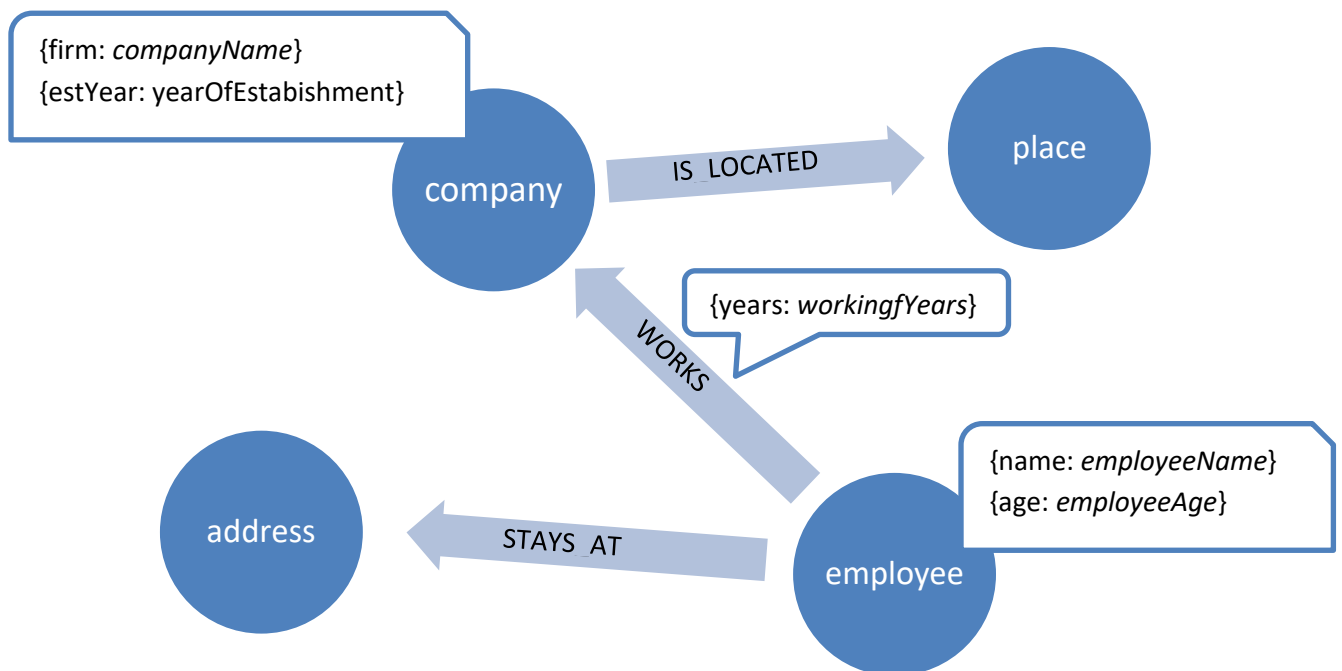 {firm: companyName}
{estYear: yearOfEstabishment}
company
IS_LOCATED
place
{years: workingfYears}
WORKS
{name: employeeName}
{age: employeeAge}
address
STAYS_AT
employee